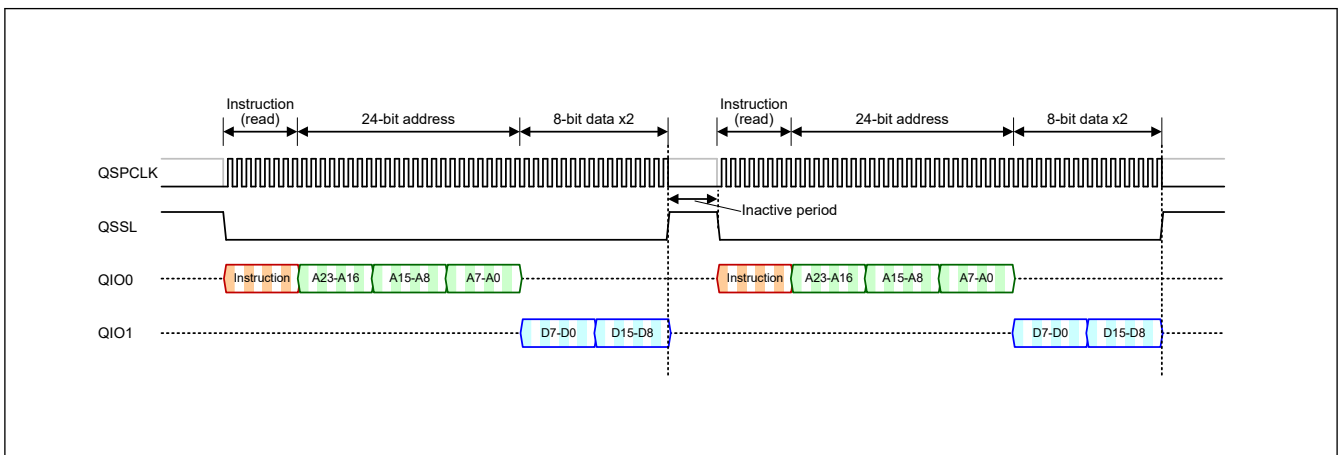 Instruction
(read)
24-bit address
8-bit data x2
Instruction
(read)
24-bit address
8-bit data x2
QSPCLK
Inactive period
QSSL
QIO0
Instruction
A23-A16
A15-A8
A7-A0
Instruction
A23-A16
A15-A8
A7-A0
QIO1
D7-D0
D15-D8
D7-D0
D15-D8